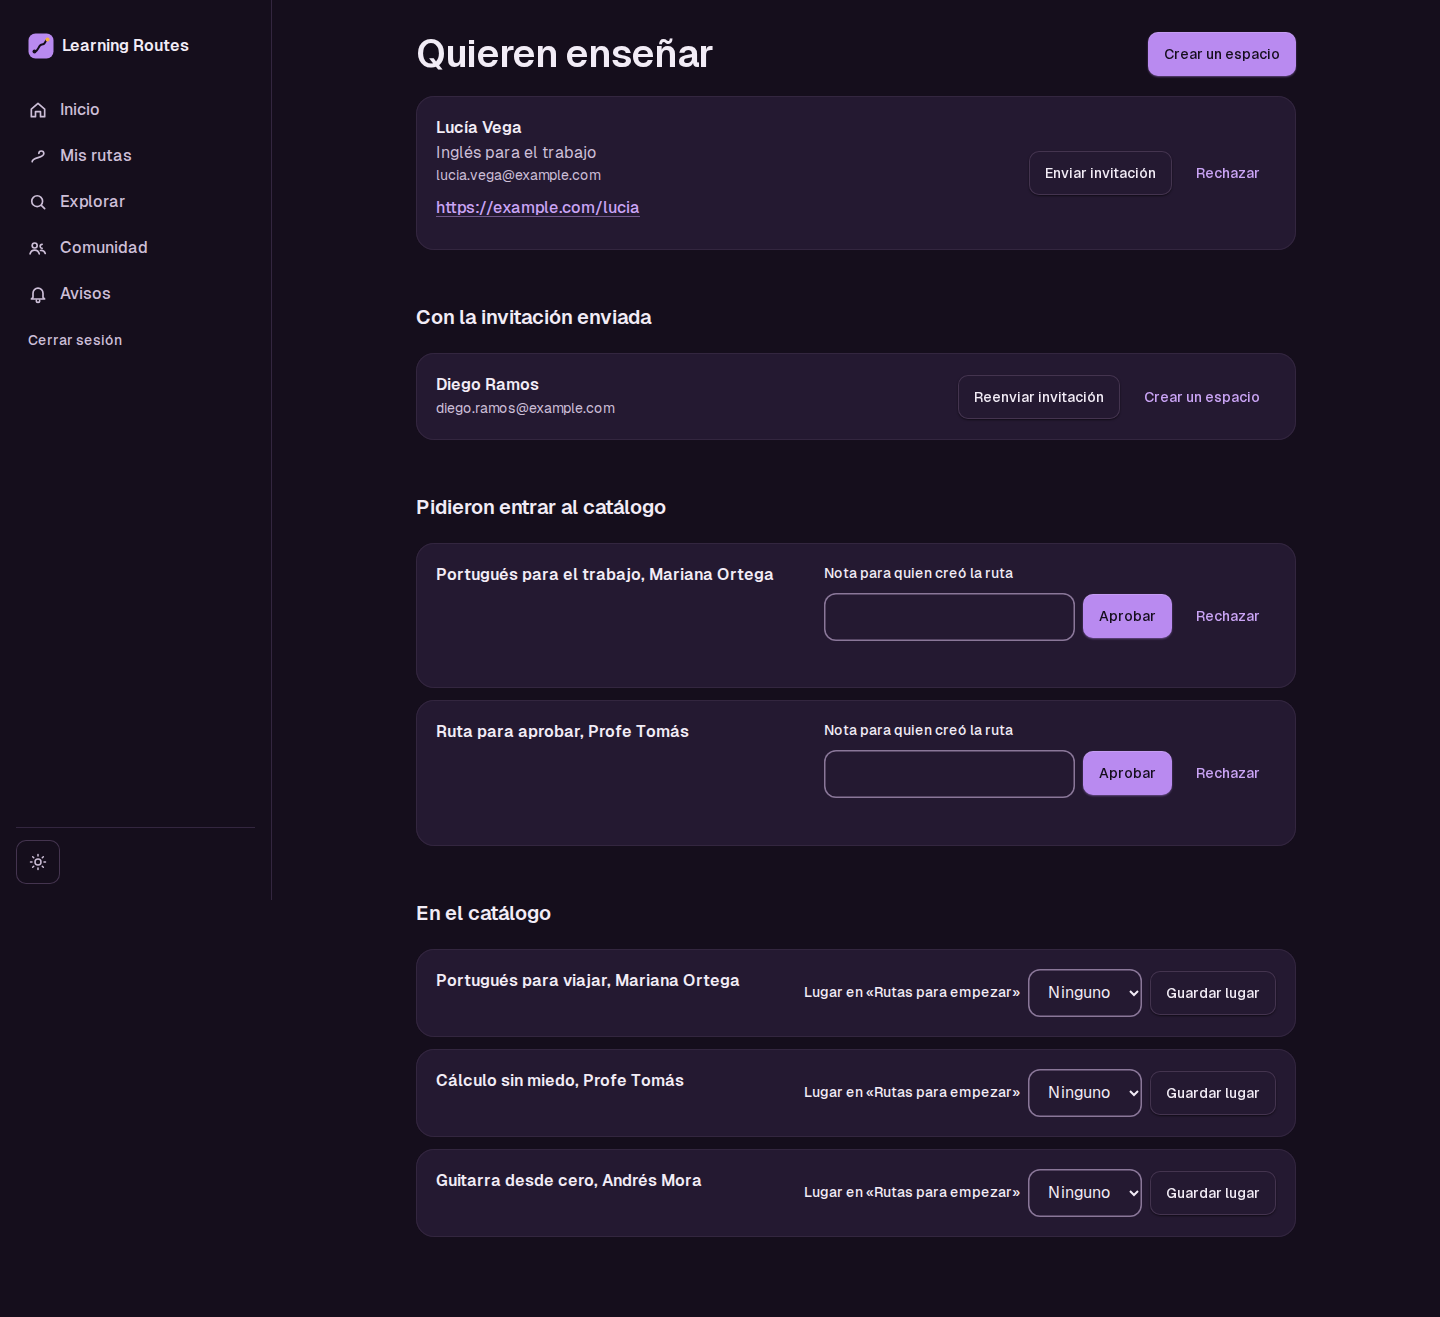 Learning Routes
Inicio
Mis rutas
Explorar
Comunidad
Avisos
Cerrar sesión
Quieren enseñar
Crear un espacio
Lucía Vega
Inglés para el trabajo
lucia.vega@example.com
https://example.com/lucia
Enviar invitación
Rechazar
Con la invitación enviada
Diego Ramos
diego.ramos@example.com
Reenviar invitación
Crear un espacio
Pidieron entrar al catálogo
Portugués para el trabajo, Mariana Ortega
Nota para quien creó la ruta
Aprobar
Rechazar
Ruta para aprobar, Profe Tomás
Nota para quien creó la ruta
Aprobar
Rechazar
En el catálogo
Portugués para viajar, Mariana Ortega
Lugar en «Rutas para empezar»
Ninguno
Guardar lugar
Cálculo sin miedo, Profe Tomás
Lugar en «Rutas para empezar»
Ninguno
Guardar lugar
Guitarra desde cero, Andrés Mora
Lugar en «Rutas para empezar»
Ninguno
Guardar lugar